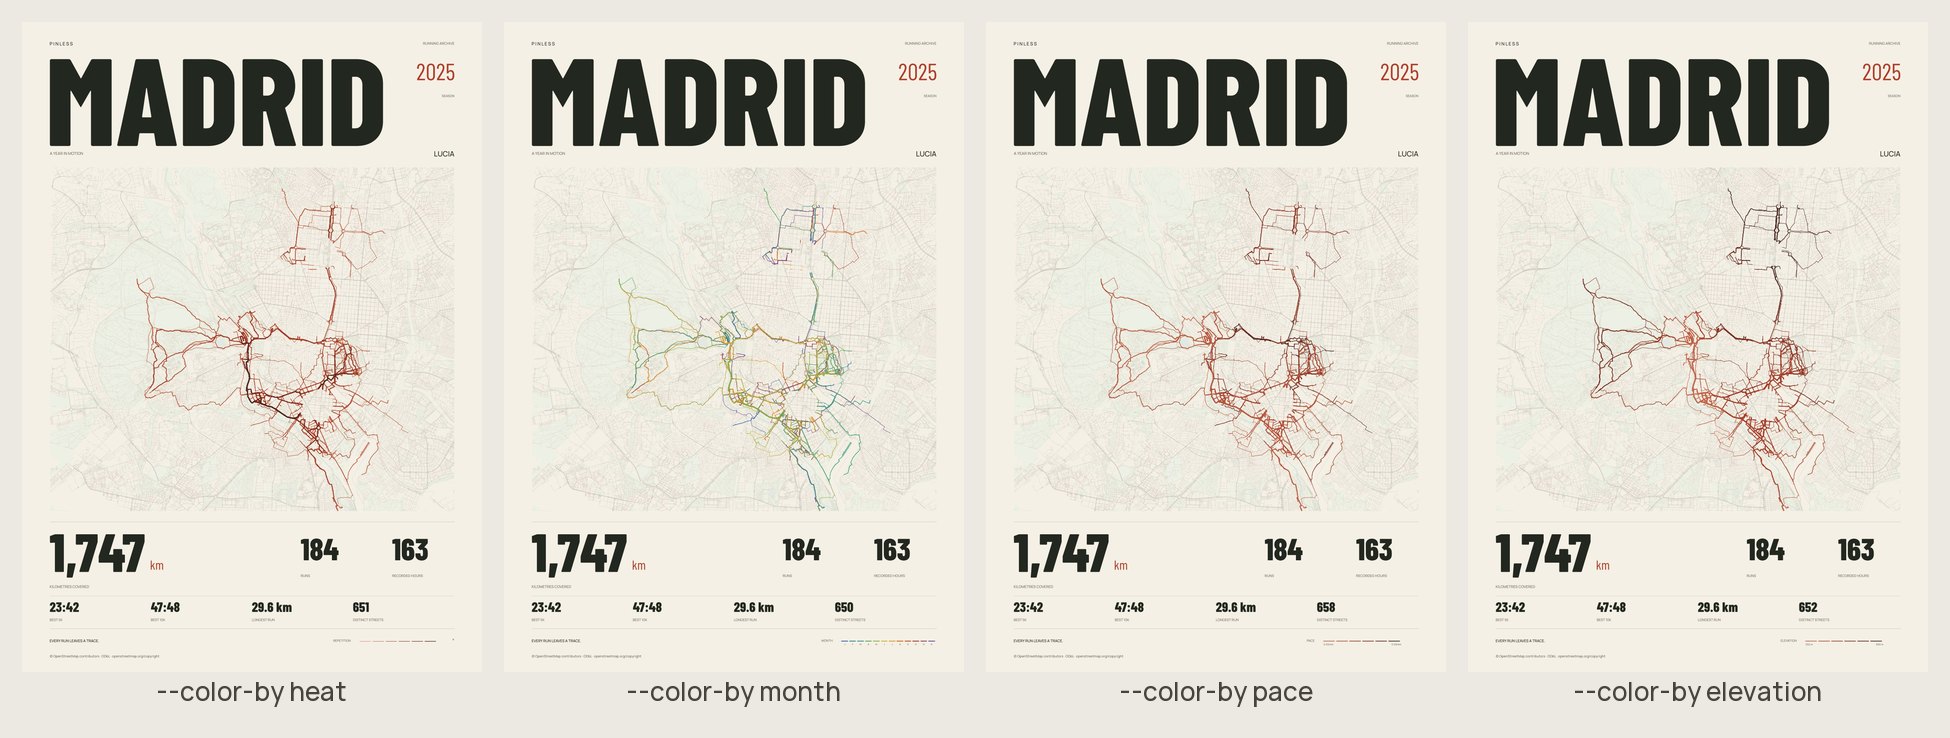 PINLESS
RUNNING ARCHIVE
MADRID
2025
SEASON
A YEAR IN MOTION
LUCIA
1,747 km
KILOMETRES COVERED
184
RUNS
163
RECORDED HOURS
23:42
BEST 5K
47:48
BEST 10K
29.6 km
LONGEST RUN
651
DISTINCT STREETS
EVERY RUN LEAVES A TRACE.
REPETITION
© OpenStreetMap contributors · ODbL · openstreetmap.org/copyright
--color-by heat
PINLESS
RUNNING ARCHIVE
MADRID
2025
SEASON
A YEAR IN MOTION
LUCIA
1,747 km
KILOMETRES COVERED
184
RUNS
163
RECORDED HOURS
23:42
BEST 5K
47:48
BEST 10K
29.6 km
LONGEST RUN
650
DISTINCT STREETS
EVERY RUN LEAVES A TRACE.
MONTH
© OpenStreetMap contributors · ODbL · openstreetmap.org/copyright
--color-by month
PINLESS
RUNNING ARCHIVE
MADRID
2025
SEASON
A YEAR IN MOTION
LUCIA
1,747 km
KILOMETRES COVERED
184
RUNS
163
RECORDED HOURS
23:42
BEST 5K
47:48
BEST 10K
29.6 km
LONGEST RUN
658
DISTINCT STREETS
EVERY RUN LEAVES A TRACE.
PACE
© OpenStreetMap contributors · ODbL · openstreetmap.org/copyright
--color-by pace
PINLESS
RUNNING ARCHIVE
MADRID
2025
SEASON
A YEAR IN MOTION
LUCIA
1,747 km
KILOMETRES COVERED
184
RUNS
163
RECORDED HOURS
23:42
BEST 5K
47:48
BEST 10K
29.6 km
LONGEST RUN
652
DISTINCT STREETS
EVERY RUN LEAVES A TRACE.
ELEVATION
© OpenStreetMap contributors · ODbL · openstreetmap.org/copyright
--color-by elevation